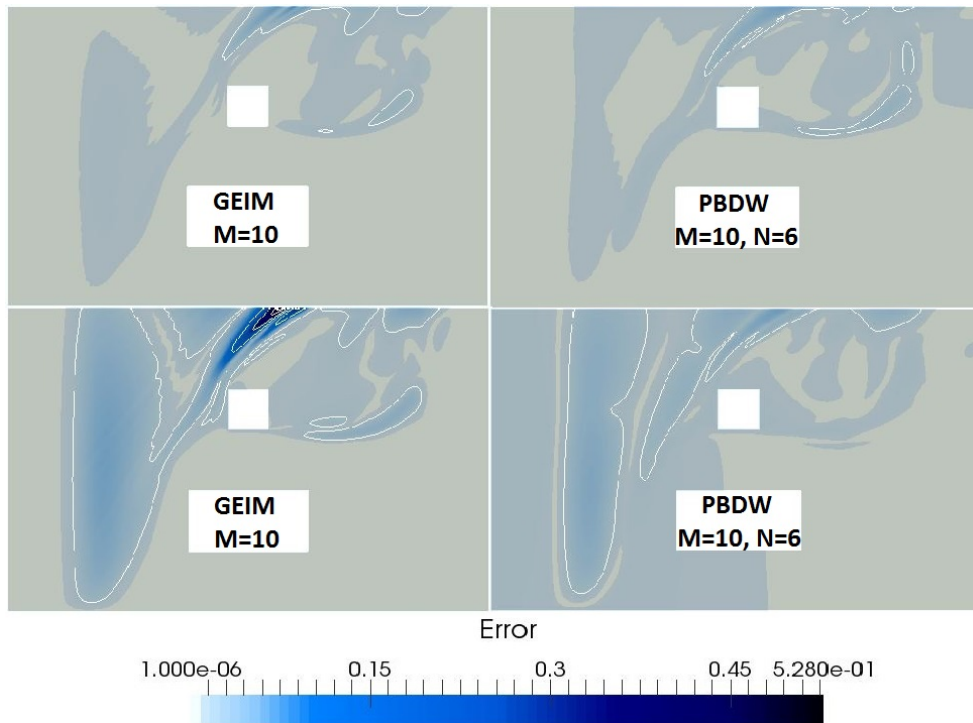 GEIM
M=10
PBDW
M=10, N=6
GEIM
M=10
PBDW
M=10, N=6
Error
1.000e-06 0.15 0.3 0.45 5.280e-01